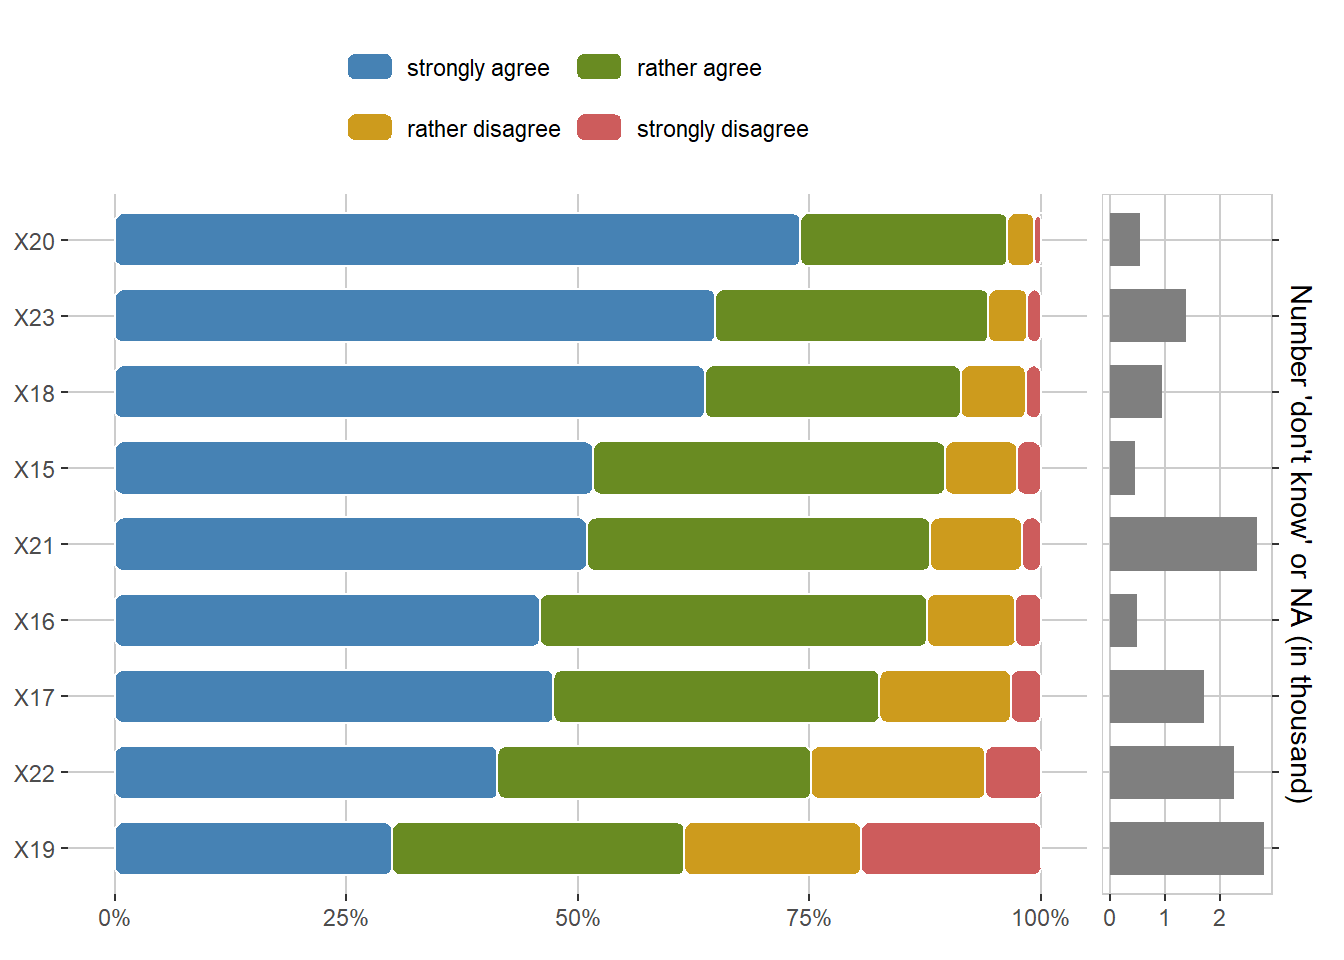 strongly agree rather agree
rather disagree strongly disagree
X20
X23
X18
X15
X21
X16
X17
X22
X19
0% 25% 50% 75% 100%
0 1 2
Number 'don't know' or NA (in thousand)